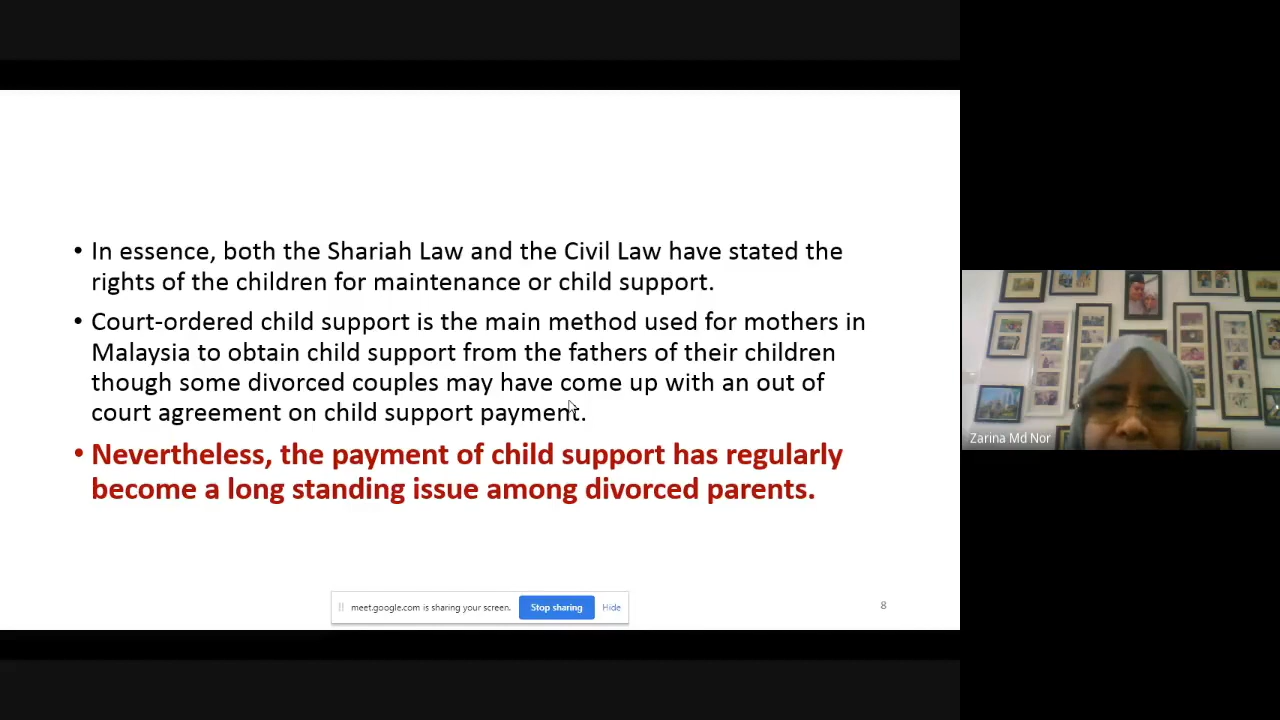 • In essence, both the Shariah Law and the Civil Law have stated the
rights of the children for maintenance or child support.
• Court-ordered child support is the main method used for mothers in
Malaysia to obtain child support from the fathers of their children
though some divorced couples may have come up with an out of
court agreement on child support payment.
• Nevertheless, the payment of child support has regularly
become a long standing issue among divorced parents.
Zarina Md Nor
meet.google.com is sharing your screen. Stop sharing Hide
8